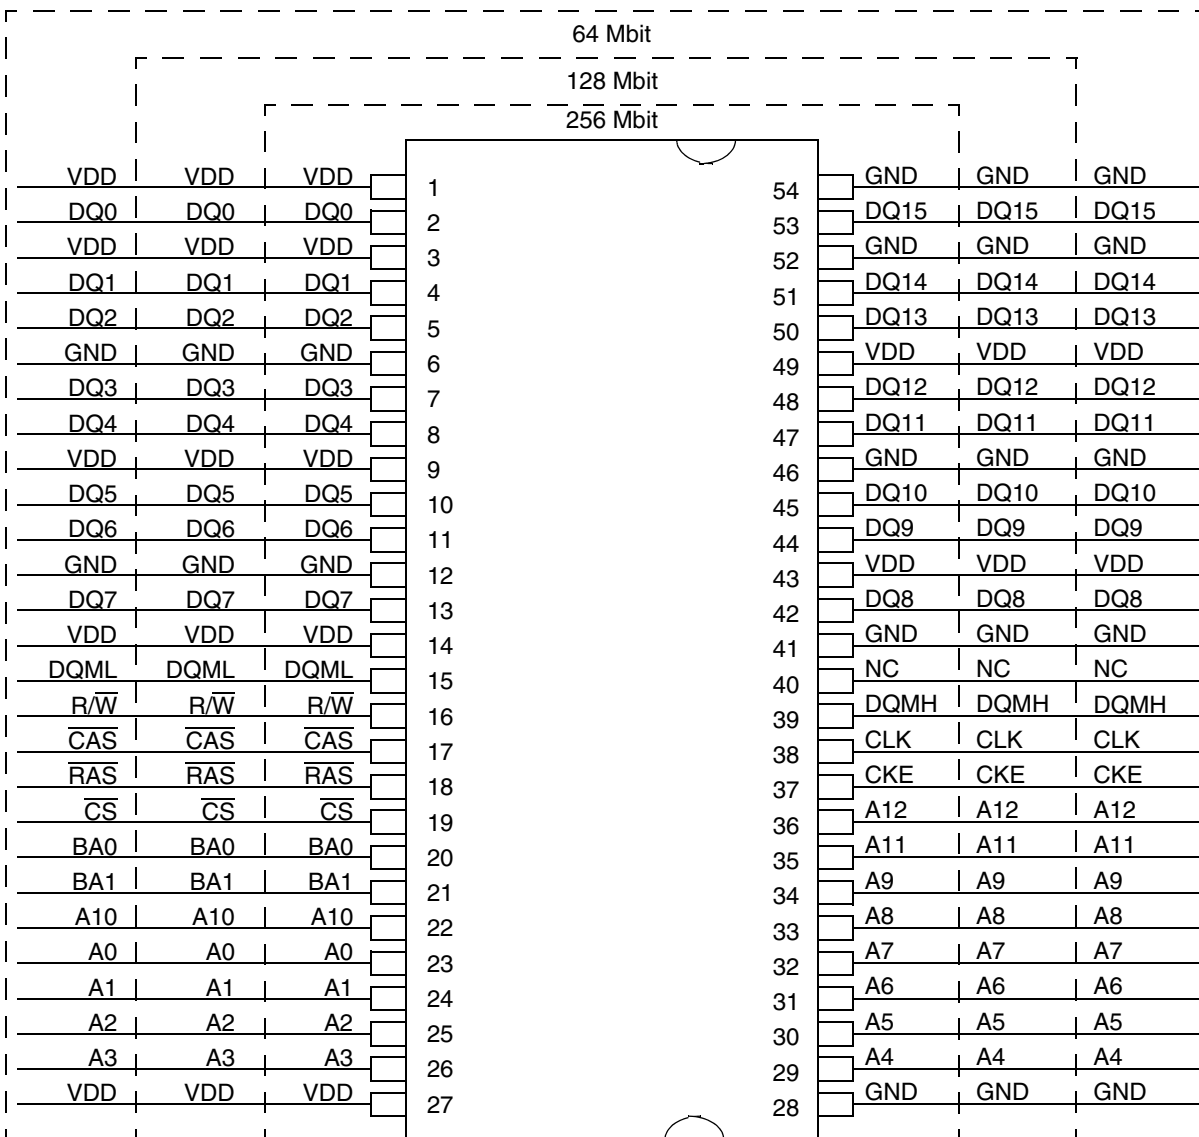 64 Mbit
128 Mbit
256 Mbit
VDD VDD VDD 1 54 GND GND GND
DQ0 DQ0 DQ0 2 53 DQ15 DQ15 DQ15
VDD VDD VDD 3 52 GND GND GND
DQ1 DQ1 DQ1 4 51 DQ14 DQ14 DQ14
DQ2 DQ2 DQ2 5 50 DQ13 DQ13 DQ13
GND GND GND 6 49 VDD VDD VDD
DQ3 DQ3 DQ3 7 48 DQ12 DQ12 DQ12
DQ4 DQ4 DQ4 8 47 DQ11 DQ11 DQ11
VDD VDD VDD 9 46 GND GND GND
DQ5 DQ5 DQ5 10 45 DQ10 DQ10 DQ10
DQ6 DQ6 DQ6 11 44 DQ9 DQ9 DQ9
GND GND GND 12 43 VDD VDD VDD
DQ7 DQ7 DQ7 13 42 DQ8 DQ8 DQ8
VDD VDD VDD 14 41 GND GND GND
DQML DQML DQML 15 40 NC NC NC
R/W̅ R/W̅ R/W̅ 16 39 DQMH DQMH DQMH
C̅A̅S̅ C̅A̅S̅ C̅A̅S̅ 17 38 CLK CLK CLK
R̅A̅S̅ R̅A̅S̅ R̅A̅S̅ 18 37 CKE CKE CKE
C̅S̅ C̅S̅ C̅S̅ 19 36 A12 A12 A12
BA0 BA0 BA0 20 35 A11 A11 A11
BA1 BA1 BA1 21 34 A9 A9 A9
A10 A10 A10 22 33 A8 A8 A8
A0 A0 A0 23 32 A7 A7 A7
A1 A1 A1 24 31 A6 A6 A6
A2 A2 A2 25 30 A5 A5 A5
A3 A3 A3 26 29 A4 A4 A4
VDD VDD VDD 27 28 GND GND GND